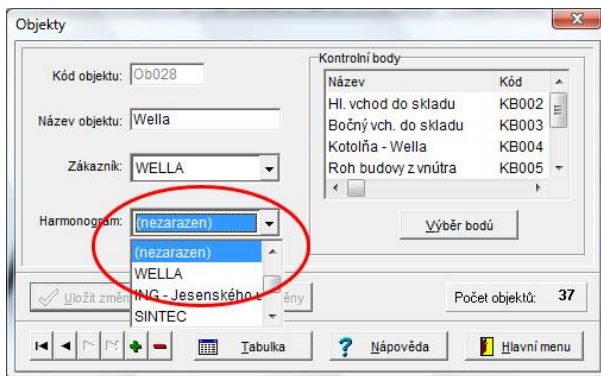 Objekty
Kód objektu: Ob028
Název objektu: Wella
Zákazník: WELLA
Harmonogram: (nezarazen)
(nezarazen)
WELLA
ING - Jesenského
SINTEC
Kontrolní body
Název Kód
Hl. vchod do skladu KB002
Bočný vch. do skladu KB003
Kotolňa - Wella KB004
Roh budovy z vnútra KB005
Výběr bodú
Uložit změn
ěny
Počet objektů: 37
Tabulka
Nápověda
Hlavní menu